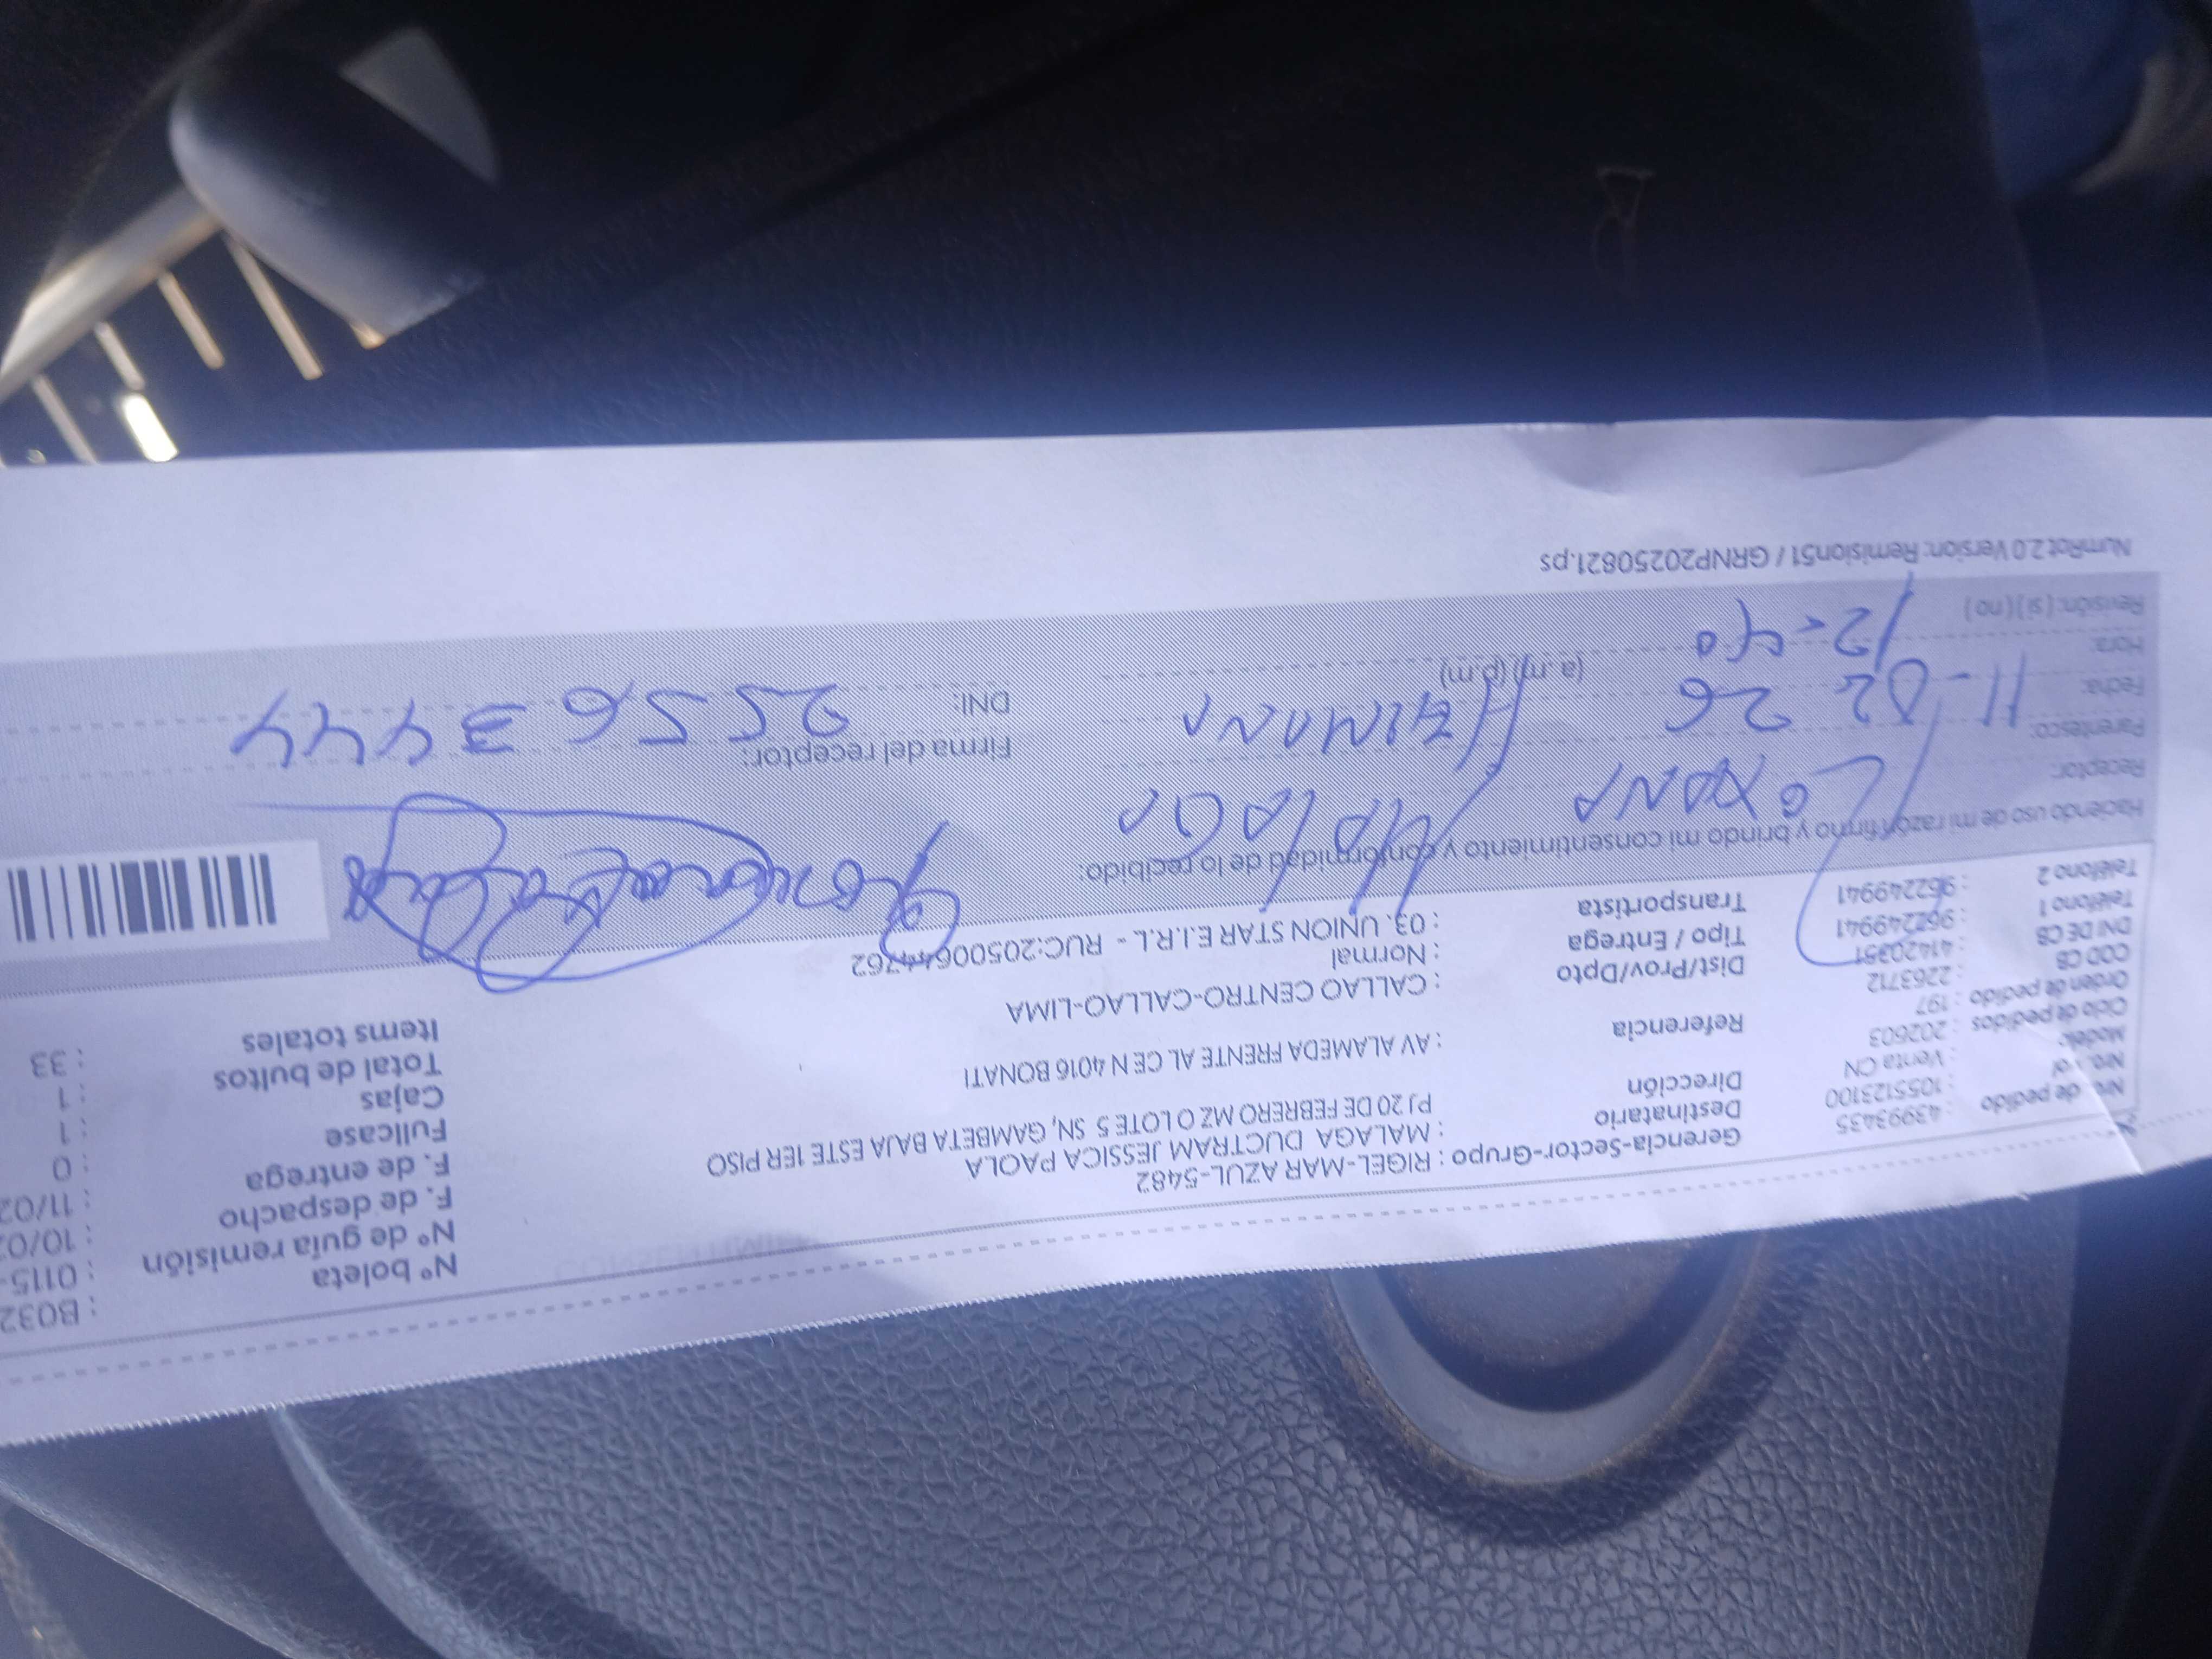 Nro. de pedido : 43993435
Nro. ol : 1055123100
Modelo : Venta CN
Ciclo de pedidos : 202603
Orden de pedido : 197
COD CB : 2263712
DNI DE CB : 41420351
Teléfono 1 : 962249941
Teléfono 2 : 962249941
Gerencia-Sector-Grupo : RIGEL-MAR AZUL-5482
Destinatario : MALAGA DUCTRAM JESSICA PAOLA
Dirección PJ 20 DE FEBRERO MZ O LOTE 5 SN, GAMBETA BAJA ESTE 1ER PISO
Referencia : AV ALAMEDA FRENTE AL CE N 4016 BONATI
Dist/Prov/Dpto : CALLAO CENTRO-CALLAO-LIMA
Tipo / Entrega : Normal
Transportista : 03. UNION STAR E.I.R.L - RUC:20500644762
Nº boleta : B032
Nº de guía remisión : 0115-
F. de despacho : 10/02
F. de entrega : 11/02
Fullcase : 0
Cajas : 1
Total de bultos : 1
Items totales : 33
Haciendo uso de mi razón firmo y brindo mi consentimiento y conformidad de lo recibido:
Receptor: MALAGA
Parentesco: HERMANA
Fecha: 11-02 26
Hora: 12-40 (a.m) (p.m)
Revisión: ( si ) ( no )
Firma del receptor:
DNI: 25563444
NumRot 2.0 Version: Remision51 / GRNP20250821.ps